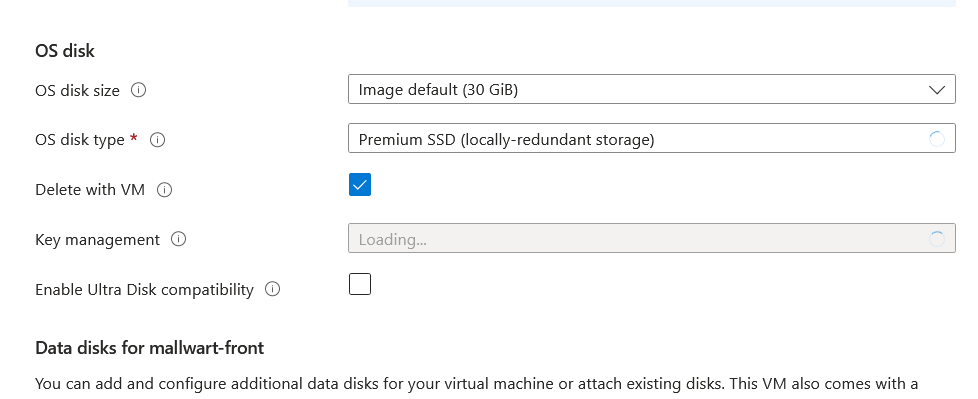 OS disk
OS disk size
Image default (30 GiB)
OS disk type *
Premium SSD (locally-redundant storage)
Delete with VM
Key management
Loading...
Enable Ultra Disk compatibility
Data disks for mallwart-front
You can add and configure additional data disks for your virtual machine or attach existing disks. This VM also comes with a